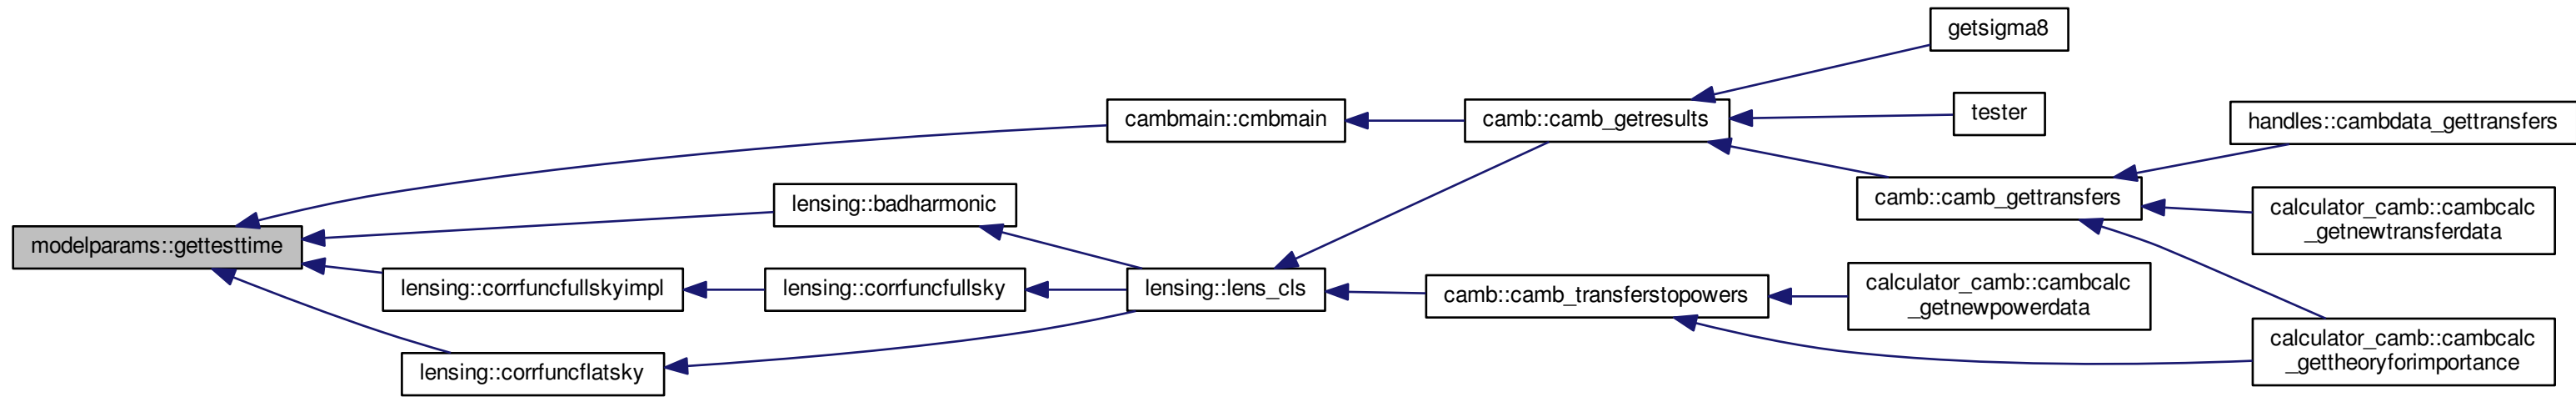 getsigma8
cambmain::cmbmain
camb::camb_getresults
tester
handles::cambdata_gettransfers
lensing::badharmonic
camb::camb_gettransfers
calculator_camb::cambcalc
_getnewtransferdata
modelparams::gettesttime
lensing::corrfuncfullskyimpl
lensing::corrfuncfullsky
lensing::lens_cls
camb::camb_transferstopowers
calculator_camb::cambcalc
_getnewpowerdata
calculator_camb::cambcalc
_gettheoryforimportance
lensing::corrfuncflatsky